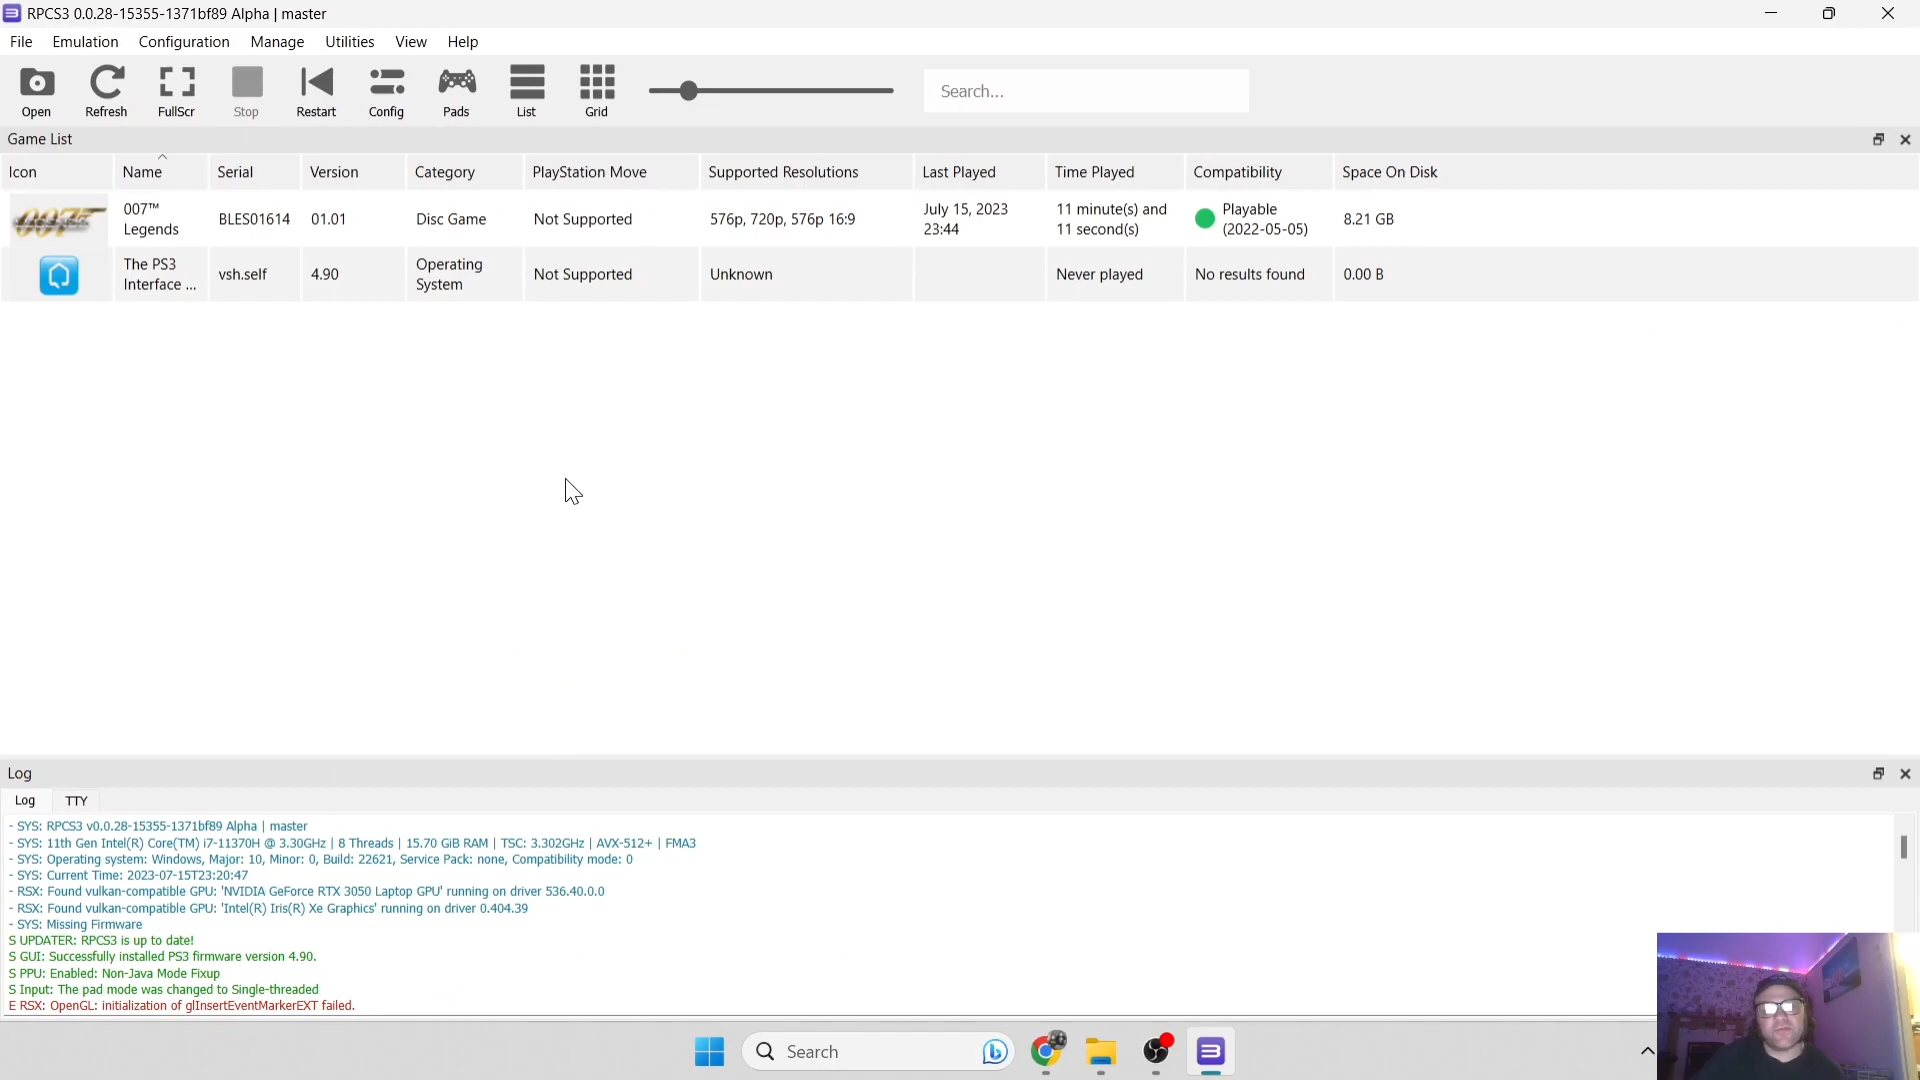 RPCS3 0.0.28-15355-1371bf89 Alpha | master
File Emulation Configuration Manage Utilities View Help
Open Refresh FullScr Stop Restart Config Pads List Grid Search...
Game List
Icon Name Serial Version Category PlayStation Move Supported Resolutions Last Played Time Played Compatibility Space On Disk
007™ Legends BLES01614 01.01 Disc Game Not Supported 576p, 720p, 576p 16:9 July 15, 2023 23:44 11 minute(s) and 11 second(s) Playable (2022-05-05) 8.21 GB
The PS3 Interface ... vsh.self 4.90 Operating System Not Supported Unknown Never played No results found 0.00 B
Log
Log TTY
- SYS: RPCS3 v0.0.28-15355-1371bf89 Alpha | master
- SYS: 11th Gen Intel(R) Core(TM) i7-11370H @ 3.30GHz | 8 Threads | 15.70 GiB RAM | TSC: 3.302GHz | AVX-512+ | FMA3
- SYS: Operating system: Windows, Major: 10, Minor: 0, Build: 22621, Service Pack: none, Compatibility mode: 0
- SYS: Current Time: 2023-07-15T23:20:47
- RSX: Found vulkan-compatible GPU: 'NVIDIA GeForce RTX 3050 Laptop GPU' running on driver 536.40.0.0
- RSX: Found vulkan-compatible GPU: 'Intel(R) Iris(R) Xe Graphics' running on driver 0.404.39
- SYS: Missing Firmware
S UPDATER: RPCS3 is up to date!
S GUI: Successfully installed PS3 firmware version 4.90.
S PPU: Enabled: Non-Java Mode Fixup
S Input: The pad mode was changed to Single-threaded
E RSX: OpenGL: initialization of glInsertEventMarkerEXT failed.
Search